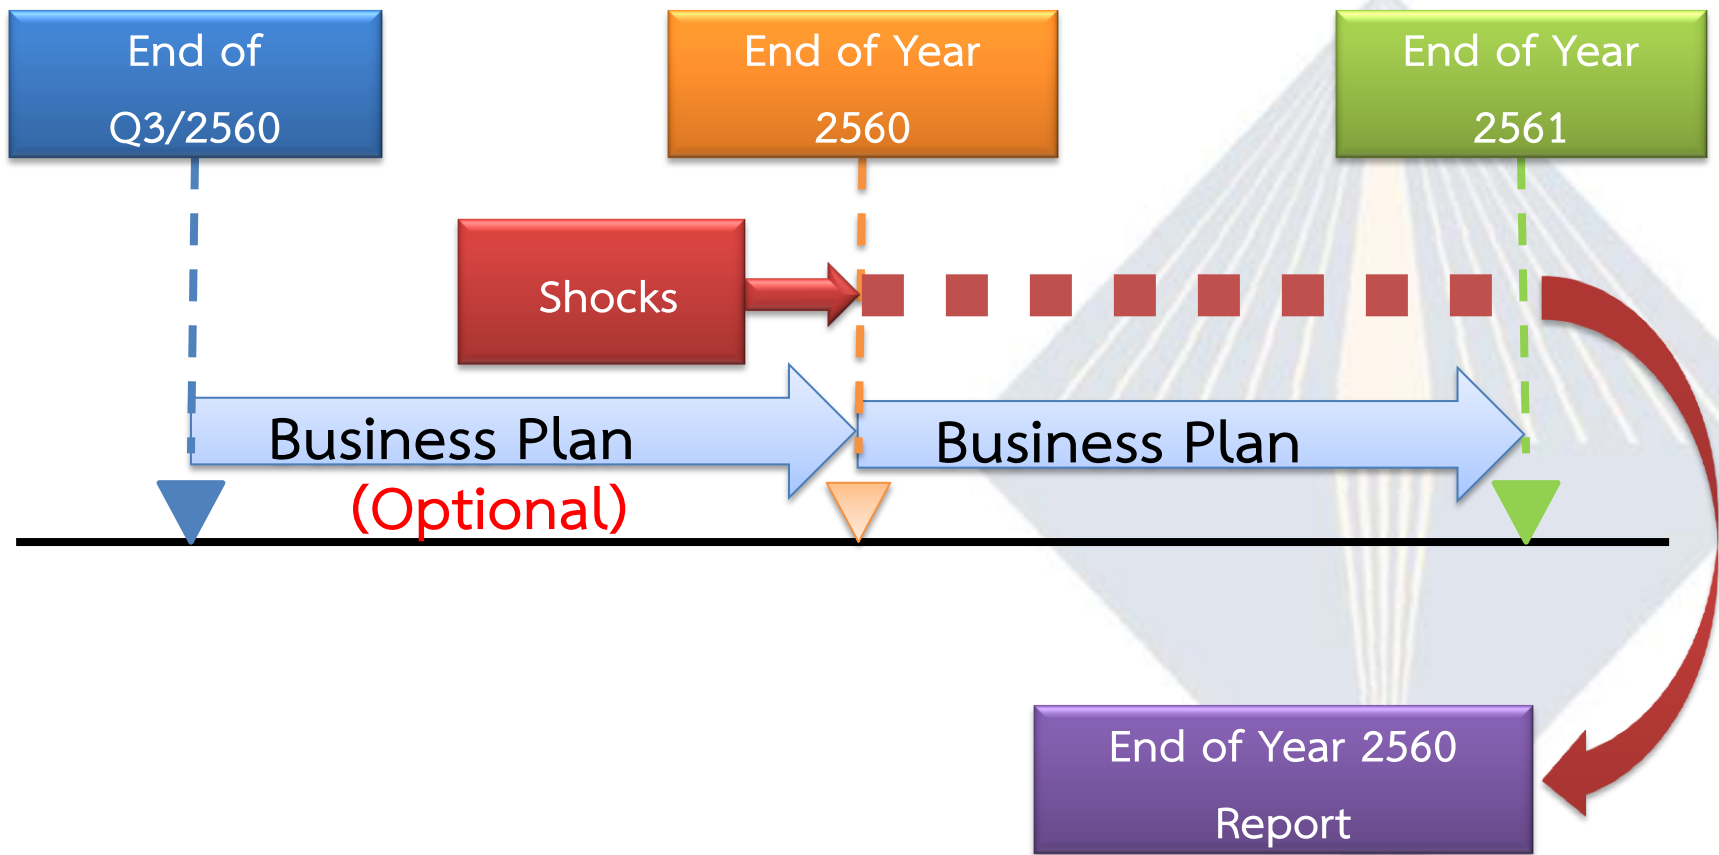 End of
Q3/2560
End of Year
2560
End of Year
2561
Shocks
Business Plan
(Optional)
Business Plan
End of Year 2560
Report